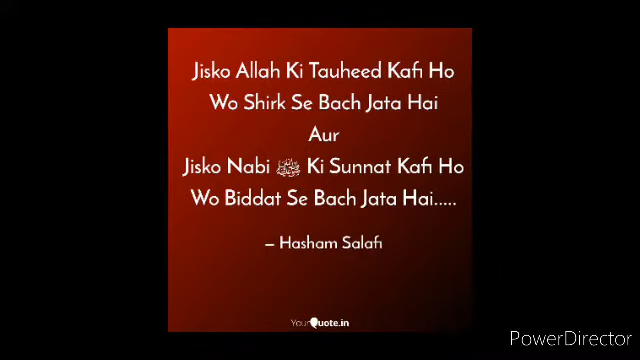 Jisko Allah Ki Tauheed Kafi Ho
Wo Shirk Se Bach Jata Hai
Aur
Jisko Nabi ﷺ Ki Sunnat Kafi Ho
Wo Biddat Se Bach Jata Hai.....
– Hasham Salafi
YourQuote.in
PowerDirector